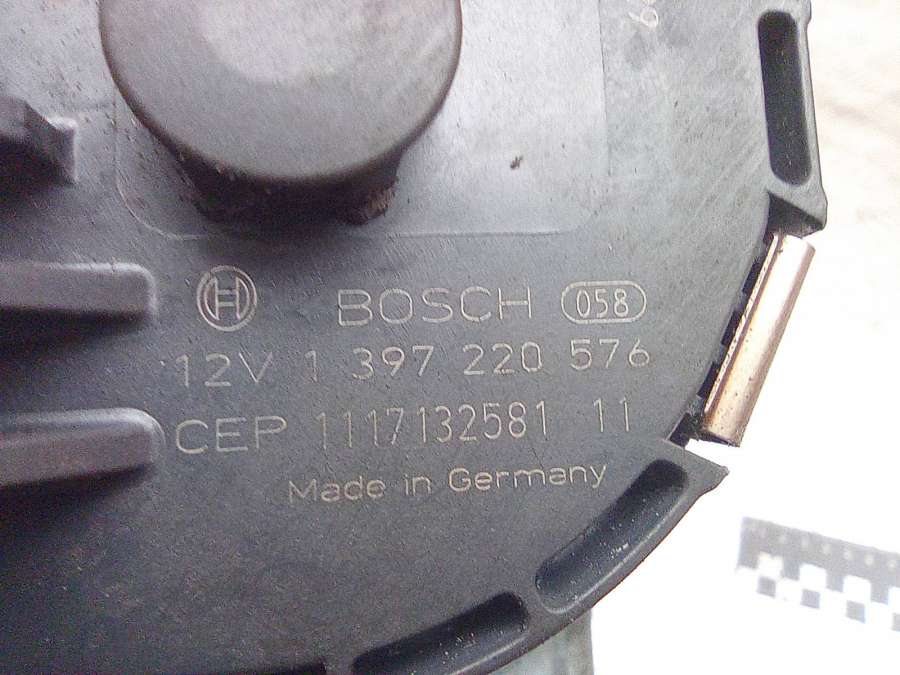 BOSCH 058
12V 1 397 220 576
CEP 1117132581 11
Made in Germany